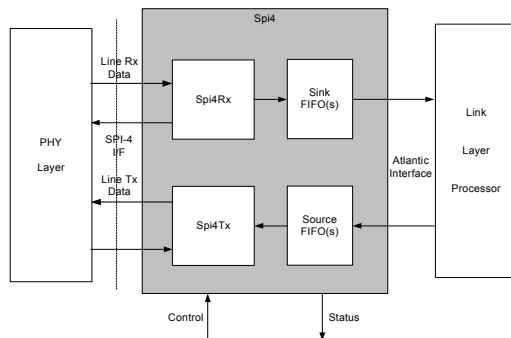 Spi4
Line Rx
Data
Spi4Rx
Sink
FIFO(s)
PHY
Layer
SPI-4
I/F
Line Tx
Data
Spi4Tx
Source
FIFO(s)
Atlantic
Interface
Link
Layer
Processor
Control
Status